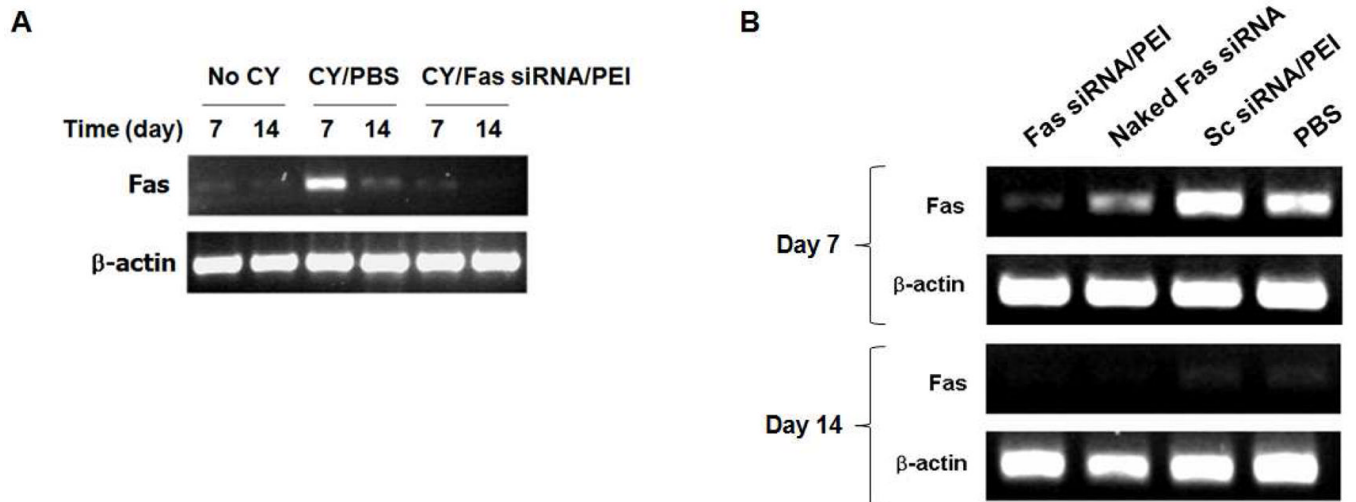 A
No CY CY/PBS CY/Fas siRNA/PEI
Time (day) 7 14 7 14 7 14
Fas
β-actin
B
Fas siRNA/PEI
Naked Fas siRNA
Sc siRNA/PEI
PBS
Day 7
Fas
β-actin
Day 14
Fas
β-actin